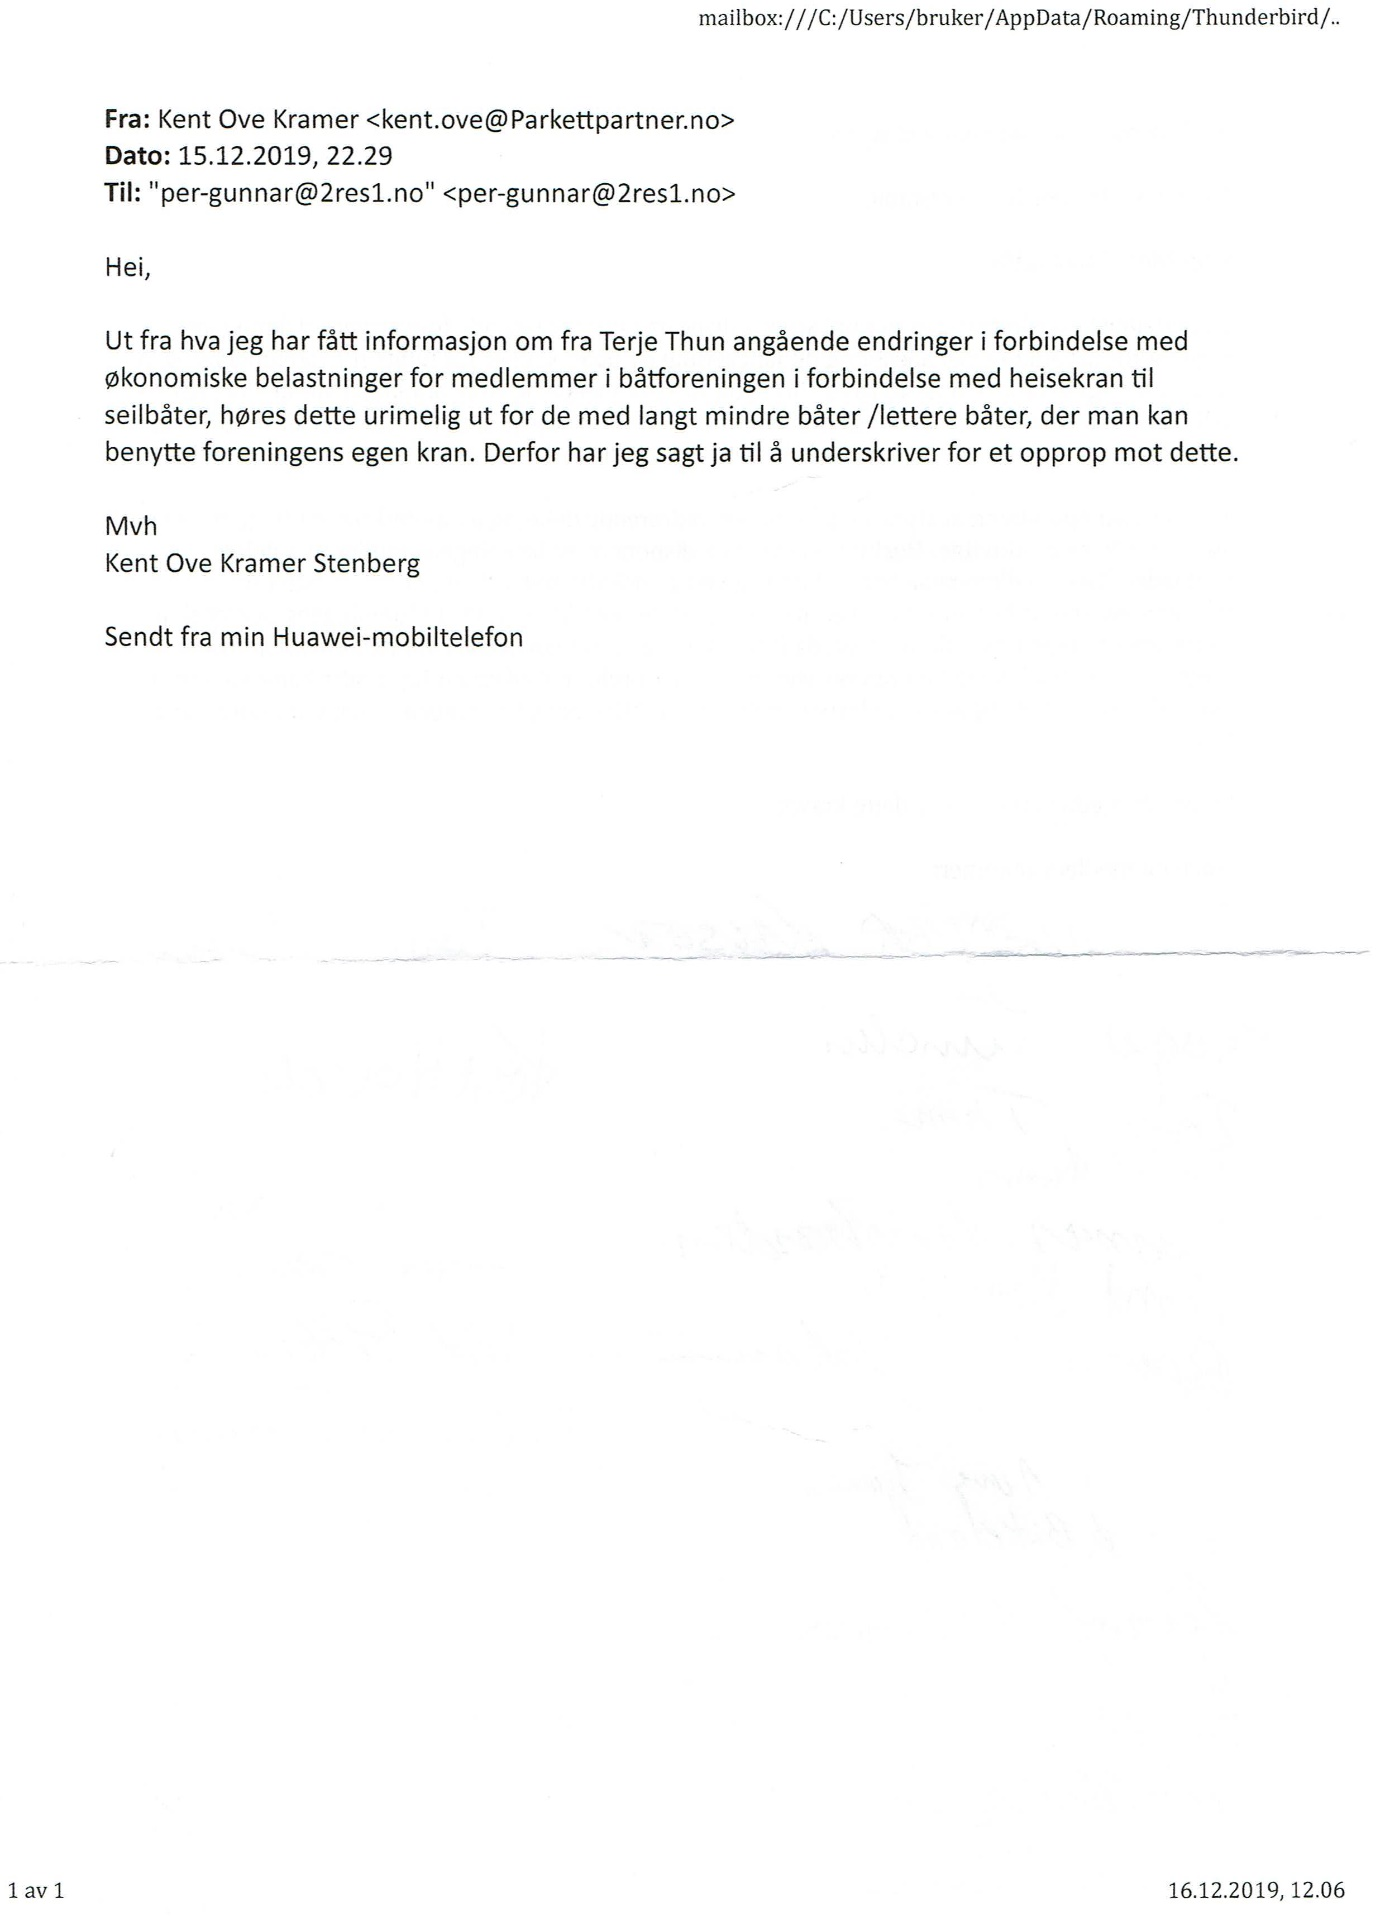 mailbox:///C:/Users/bruker/AppData/Roaming/Thunderbird/..
Fra: Kent Ove Kramer <kent.ove@Parkettpartner.no>
Dato: 15.12.2019, 22.29
Til: "per-gunnar@2res1.no" <per-gunnar@2res1.no>
Hei,
Ut fra hva jeg har fått informasjon om fra Terje Thun angående endringer i forbindelse med
økonomiske belastninger for medlemmer i båtforeningen i forbindelse med heisekran til
seilbåter, høres dette urimelig ut for de med langt mindre båter /lettere båter, der man kan
benytte foreningens egen kran. Derfor har jeg sagt ja til å underskriver for et opprop mot dette.
Mvh
Kent Ove Kramer Stenberg
Sendt fra min Huawei-mobiltelefon
1 av 1
16.12.2019, 12.06